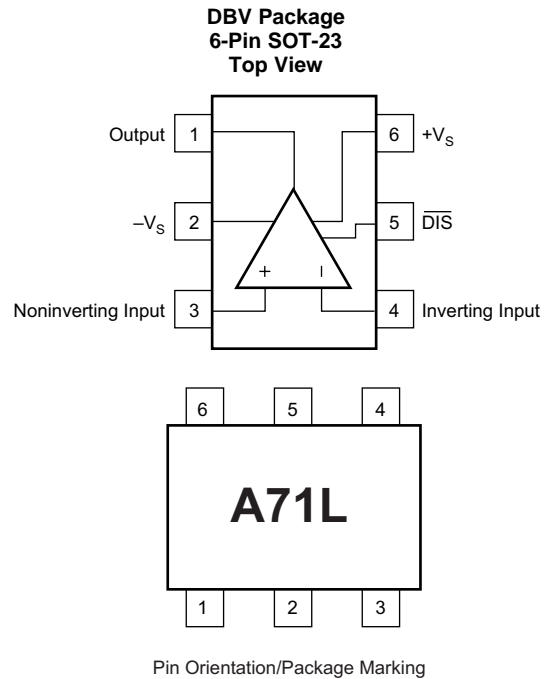 DBV Package
6-Pin SOT-23
Top View
Output 1 6 +VS
–VS 2 5 D̅I̅S̅
+ –
Noninverting Input 3 4 Inverting Input
6 5 4
A71L
1 2 3
Pin Orientation/Package Marking